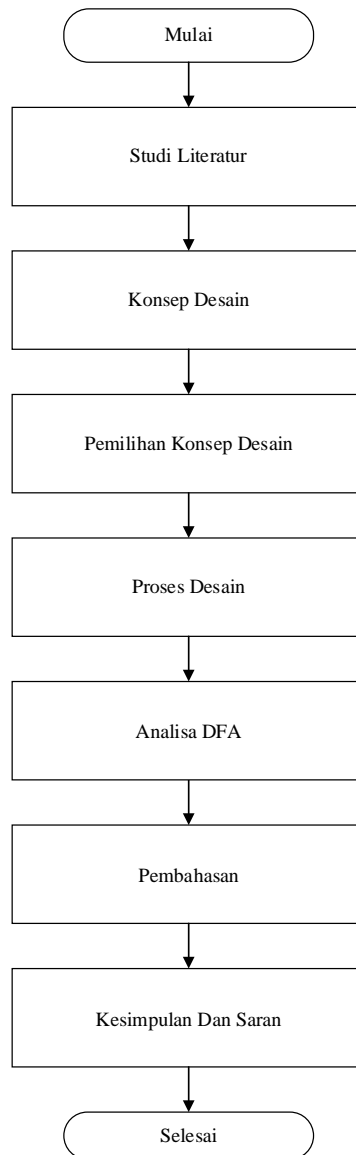 Mulai
Studi Literatur
Konsep Desain
Pemilihan Konsep Desain
Proses Desain
Analisa DFA
Pembahasan
Kesimpulan Dan Saran
Selesai